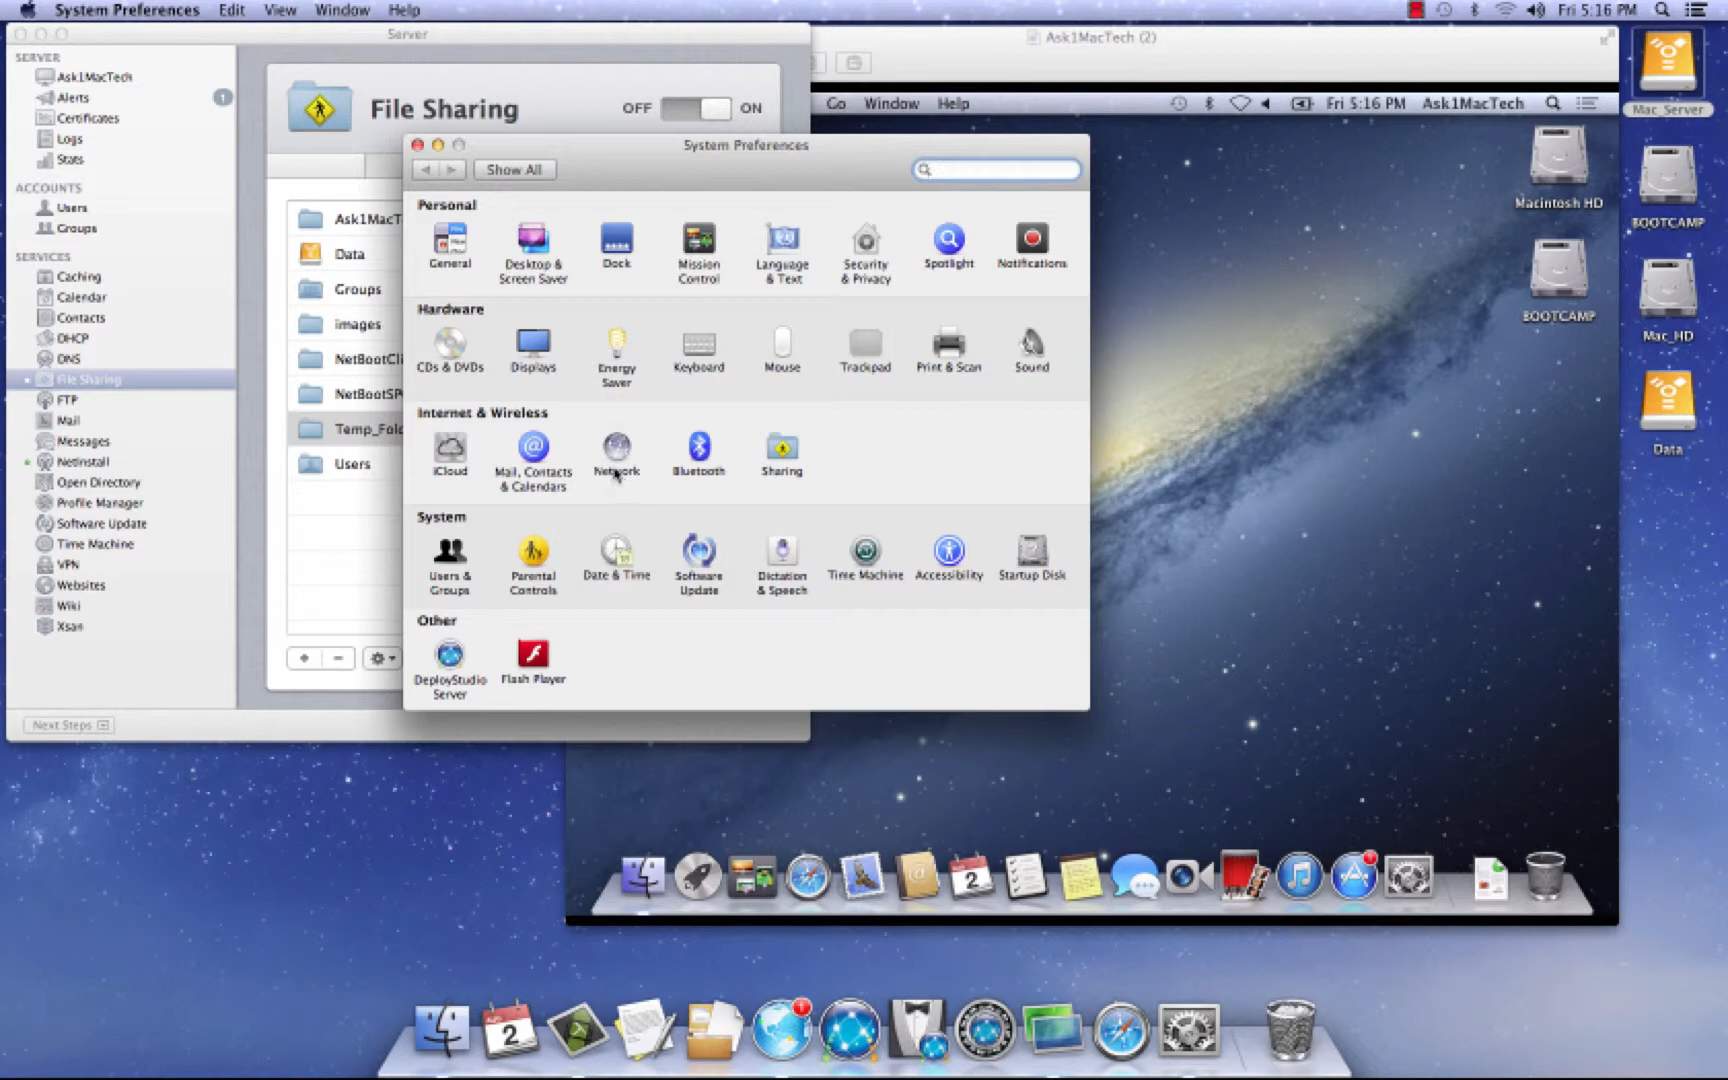 System Preferences Edit View Window Help Fri 5:16 PM
Server
SERVER
Ask1MacTech
Alerts 1
Certificates
Logs
Stats
ACCOUNTS
Users
Groups
SERVICES
Caching
Calendar
Contacts
DHCP
DNS
File Sharing
FTP
Mail
Messages
NetInstall
Open Directory
Profile Manager
Software Update
Time Machine
VPN
Websites
Wiki
Xsan
Next Steps
File Sharing OFF ON
Ask1MacT
Data
Groups
images
NetBootCli
NetBootSP
Temp_Fold
Users
System Preferences
Show All
Personal
General
Desktop &
Screen Saver
Dock
Mission
Control
Language
& Text
Security
& Privacy
Spotlight
Notifications
Hardware
CDs & DVDs
Displays
Energy
Saver
Keyboard
Mouse
Trackpad
Print & Scan
Sound
Internet & Wireless
iCloud
Mail, Contacts
& Calendars
Network
Bluetooth
Sharing
System
Users &
Groups
Parental
Controls
Date & Time
Software
Update
Dictation
& Speech
Time Machine
Accessibility
Startup Disk
Other
DeployStudio
Server
Flash Player
Ask1MacTech (2)
Go Window Help Fri 5:16 PM Ask1MacTech
Macintosh HD
BOOTCAMP
Mac_Server
BOOTCAMP
Mac_HD
Data
2
2